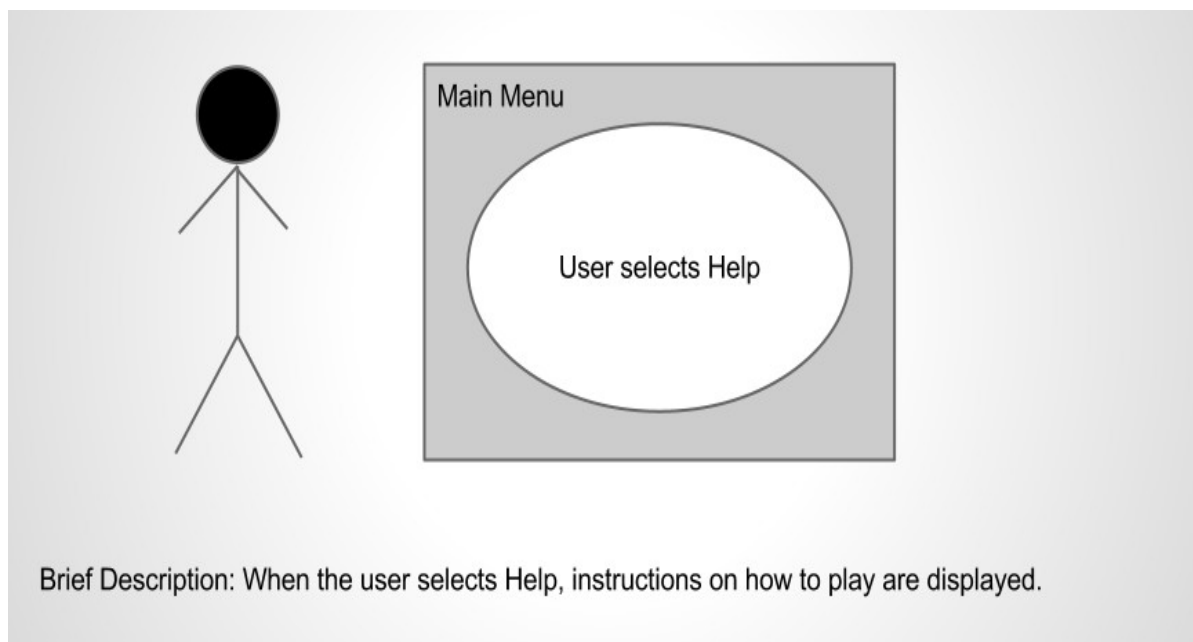 Main Menu
User selects Help
Brief Description: When the user selects Help, instructions on how to play are displayed.